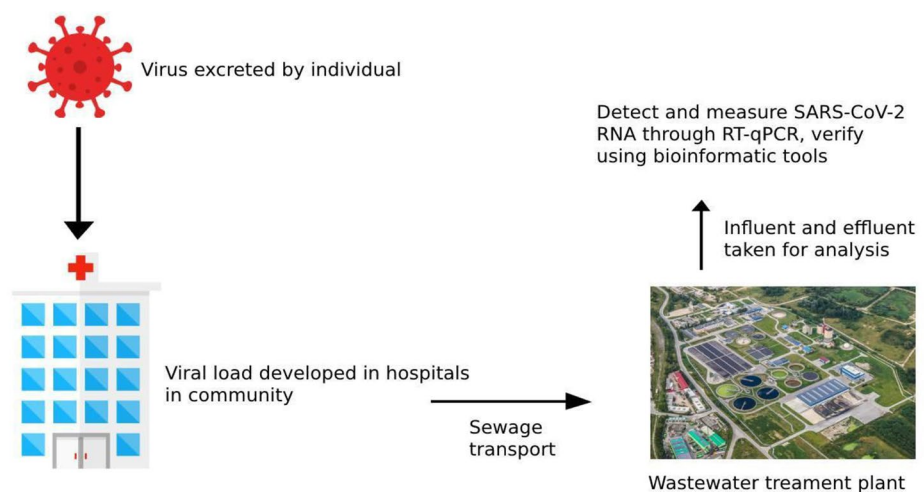 Virus excreted by individual
Detect and measure SARS-CoV-2
RNA through RT-qPCR, verify
using bioinformatic tools
Influent and effluent
taken for analysis
Viral load developed in hospitals
in community
Sewage
transport
Wastewater treament plant